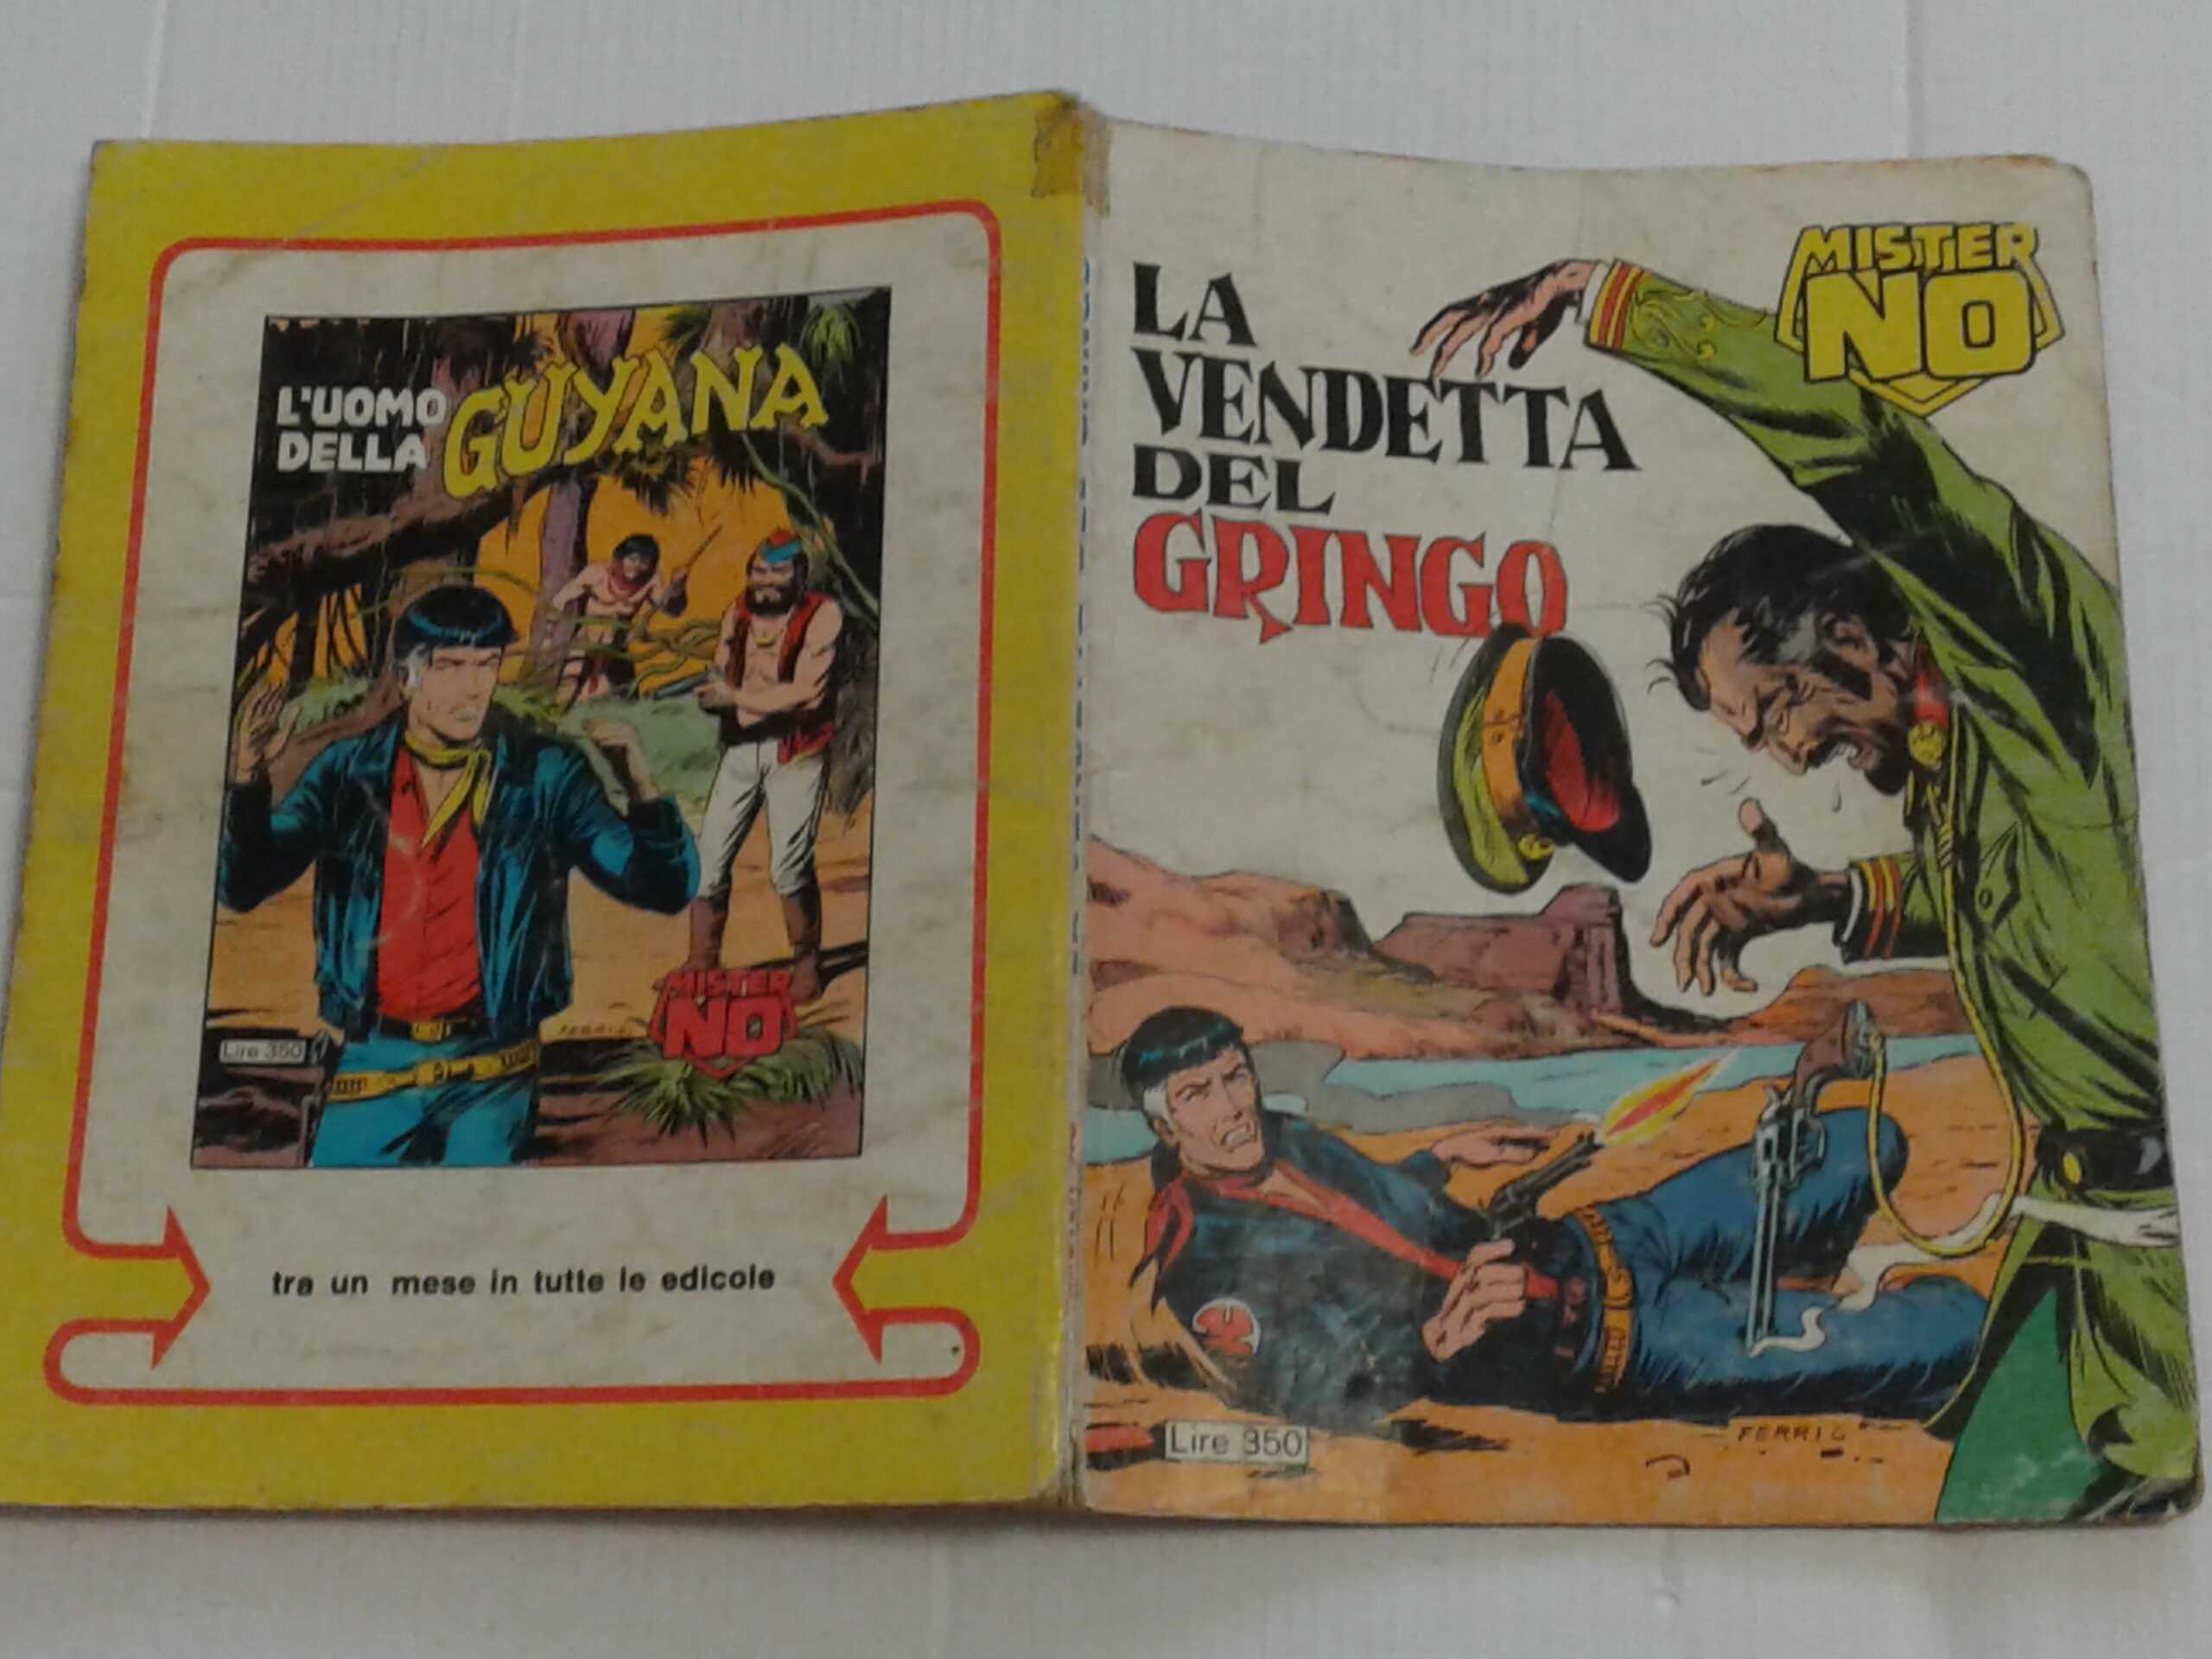 L'UOMO
DELLA
GUYANA
MISTER
NO
Lire 350
FERRI
tra un mese in tutte le edicole
LA
VENDETTA
DEL
GRINGO
MISTER
NO
Lire 350
FERRI